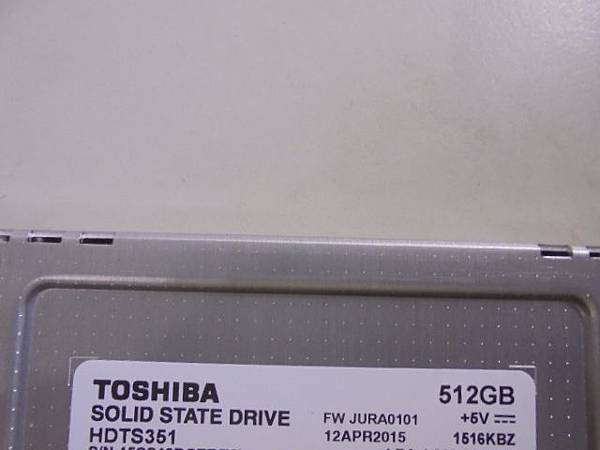 TOSHIBA 512GB
SOLID STATE DRIVE FW JURA0101 +5V
HDTS351 12APR2015 1516KBZ